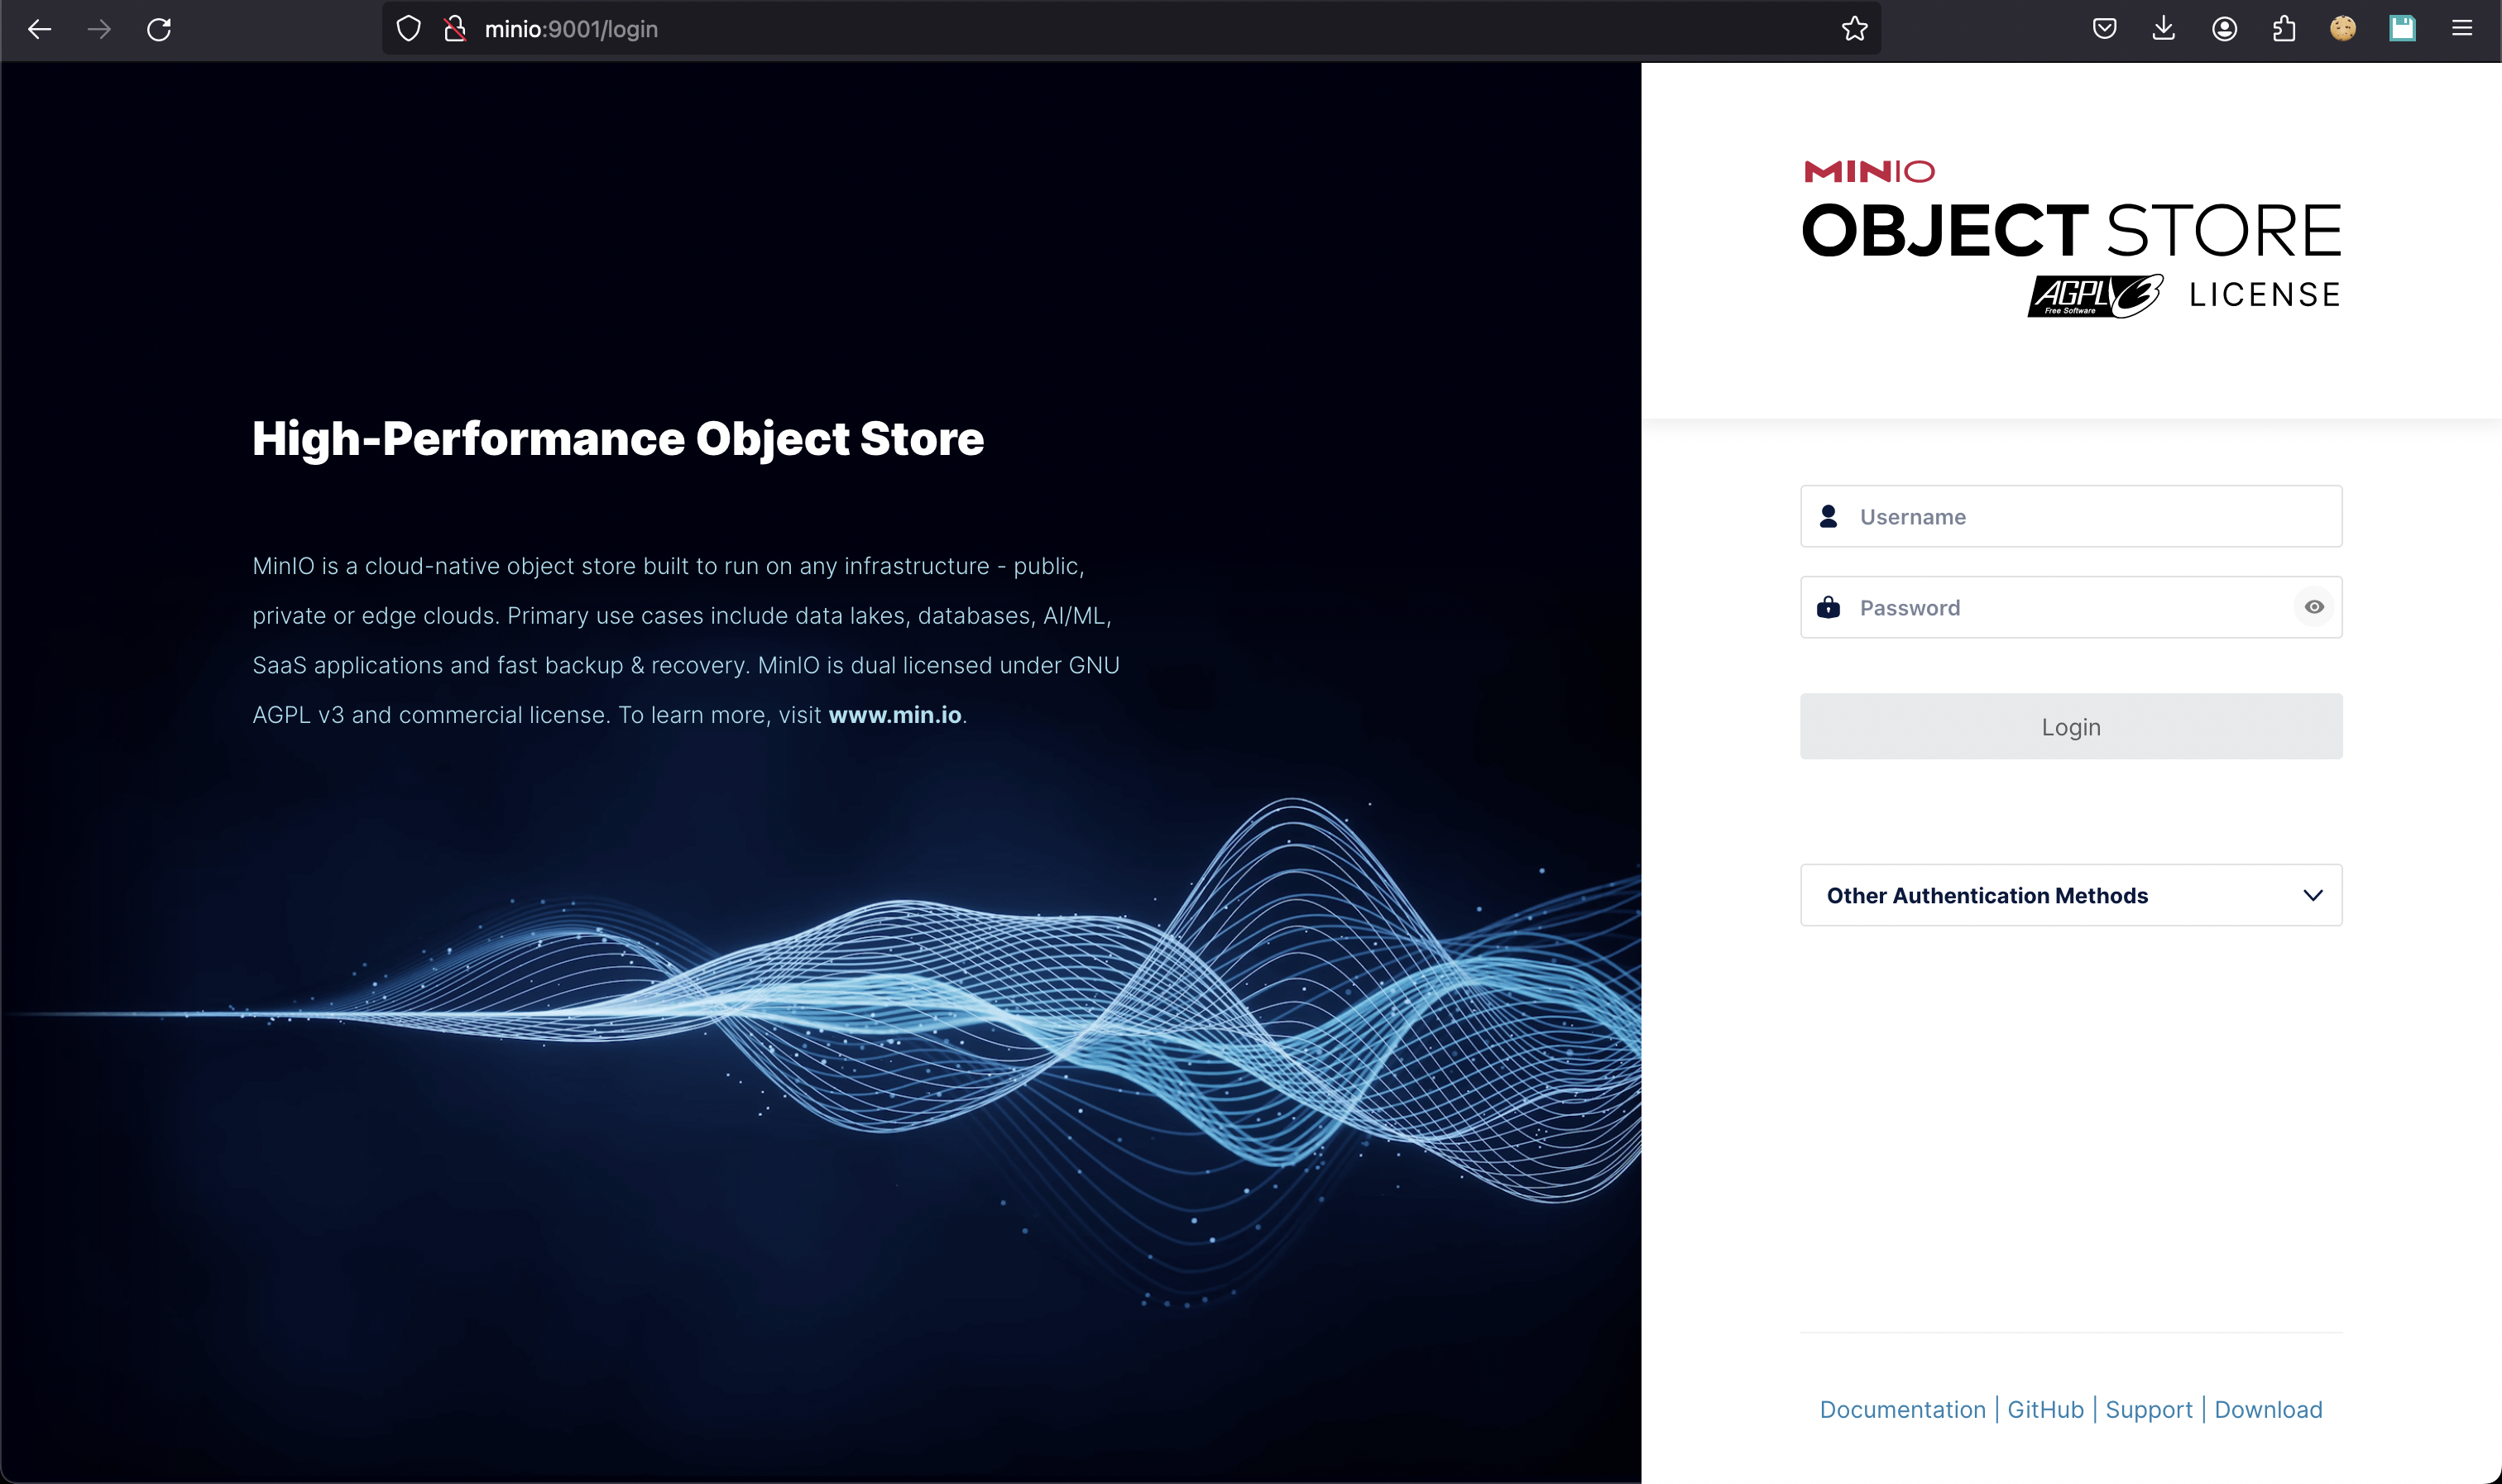 minio:9001/login
High-Performance Object Store
MinIO is a cloud-native object store built to run on any infrastructure - public,
private or edge clouds. Primary use cases include data lakes, databases, AI/ML,
SaaS applications and fast backup & recovery. MinIO is dual licensed under GNU
AGPL v3 and commercial license. To learn more, visit www.min.io.
MINIO
OBJECT STORE
AGPL 3 LICENSE
Free Software
Username
Password
Login
Other Authentication Methods
Documentation | GitHub | Support | Download